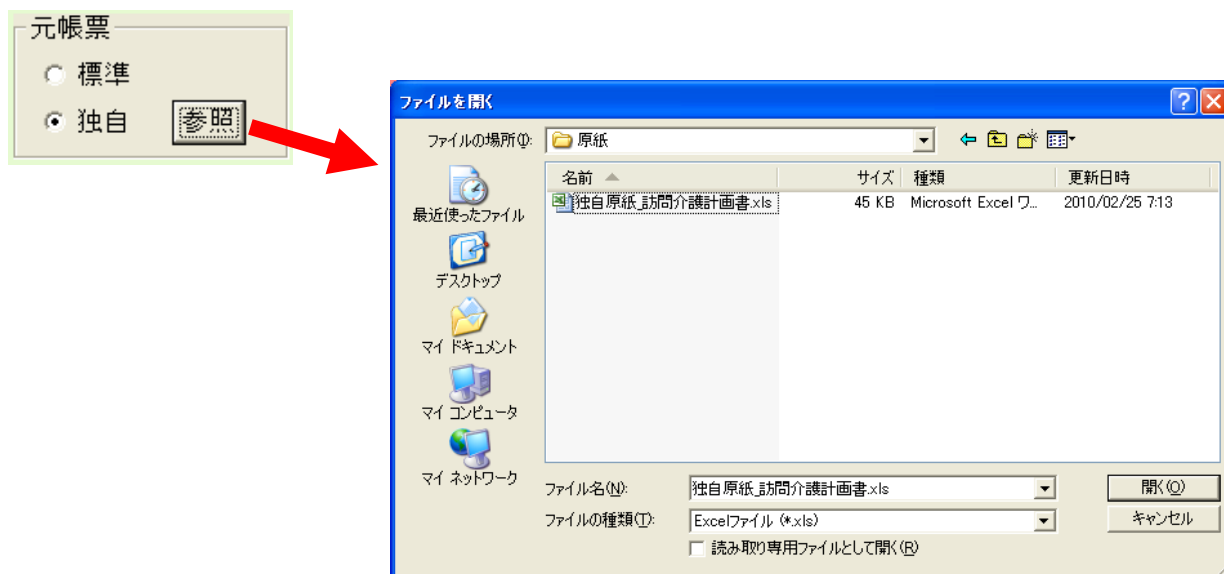 元帳票
標準
独自 参照
ファイルを開く
ファイルの場所(I): 原紙
名前 サイズ 種類 更新日時
独自原紙_訪問介護計画書.xls 45 KB Microsoft Excel ワ... 2010/02/25 7:13
最近使ったファイル
デスクトップ
マイ ドキュメント
マイ コンピュータ
マイ ネットワーク
ファイル名(N): 独自原紙_訪問介護計画書.xls 開く(O)
ファイルの種類(T): Excelファイル (*.xls) キャンセル
読み取り専用ファイルとして開く(R)